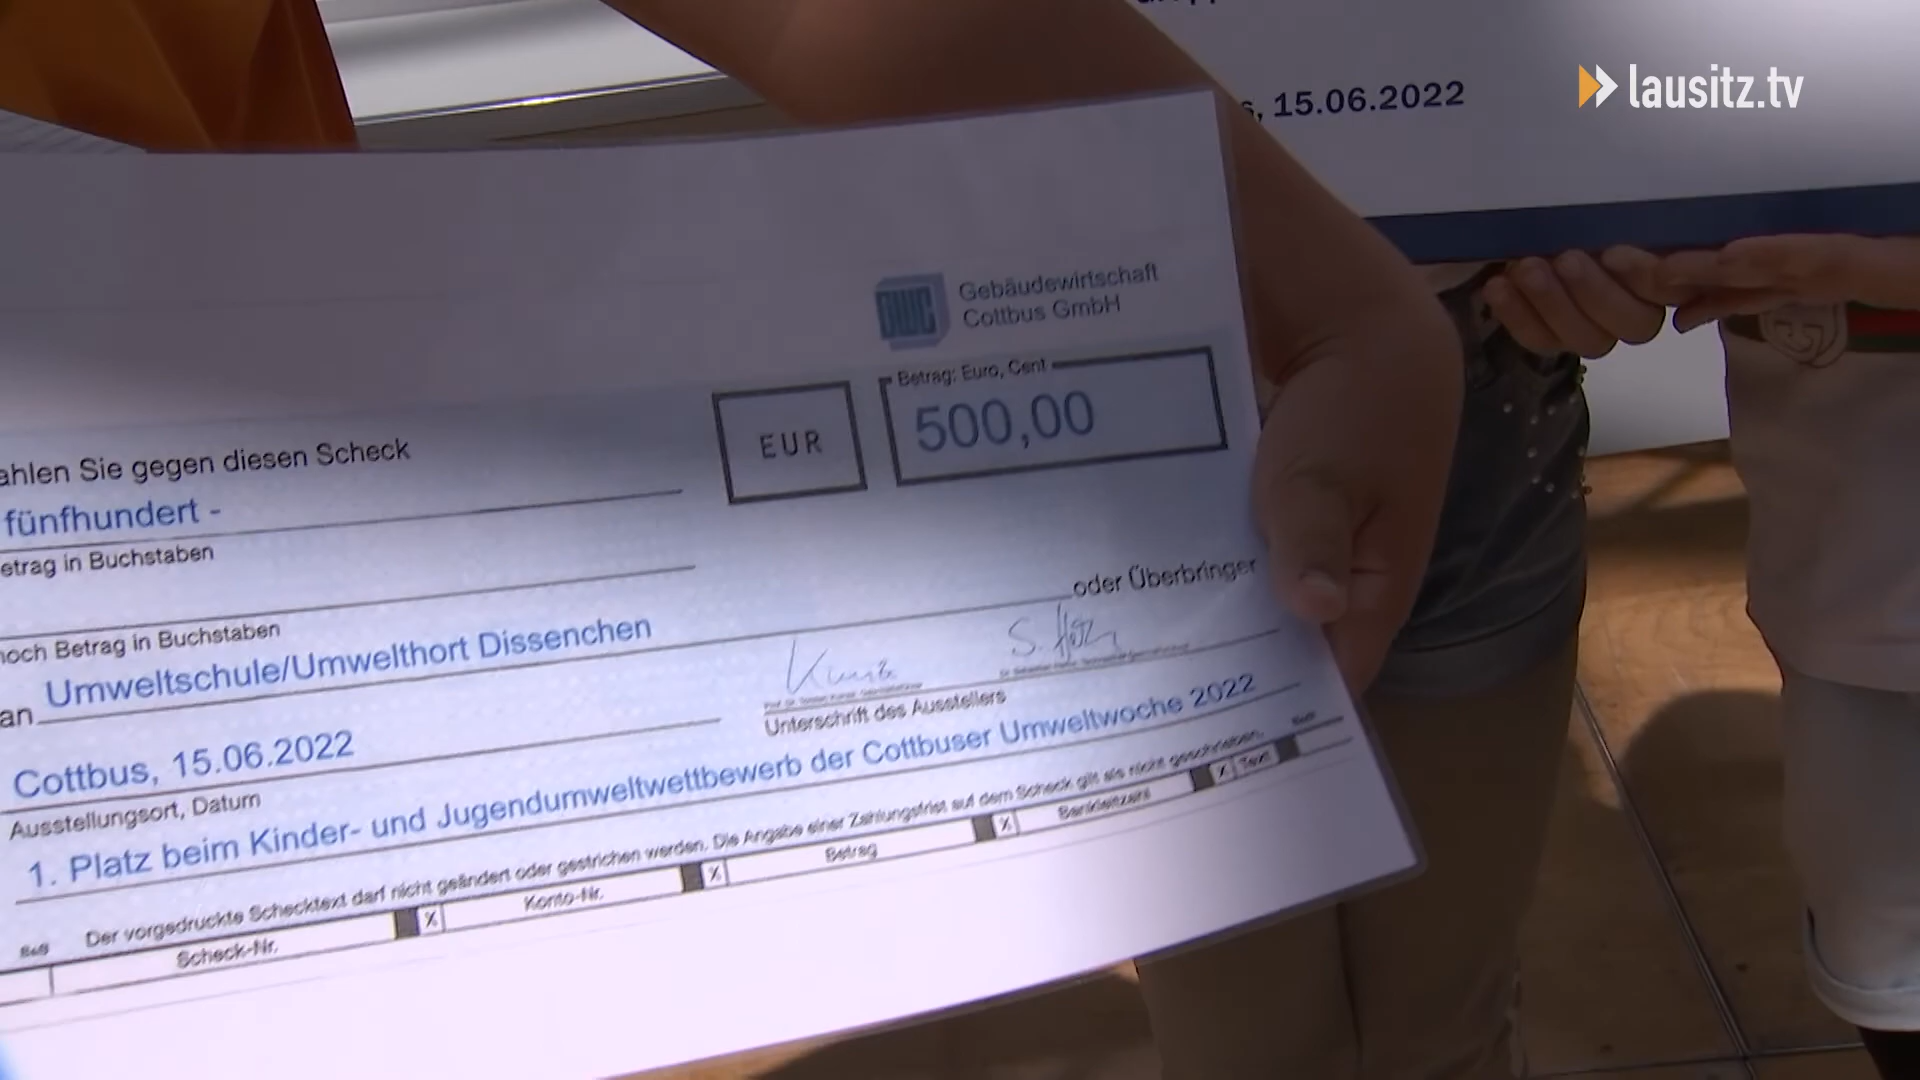 lausitz.tv
, 15.06.2022
GWC
Gebäudewirtschaft
Cottbus GmbH
Betrag: Euro, Cent
EUR
500,00
ahlen Sie gegen diesen Scheck
fünfhundert -
etrag in Buchstaben
noch Betrag in Buchstaben
oder Überbringer
an Umweltschule/Umwelthort Dissenchen
Unterschrift des Ausstellers
Cottbus, 15.06.2022
Ausstellungsort, Datum
1. Platz beim Kinder- und Jugendumweltwettbewerb der Cottbuser Umweltwoche 2022
Der vorgedruckte Schecktext darf nicht geändert oder gestrichen werden. Die Angabe einer Zahlungsfrist auf dem Scheck gilt als nicht geschrieben.
Scheck-Nr.
Konto-Nr.
Betrag
Bankleitzahl
Text